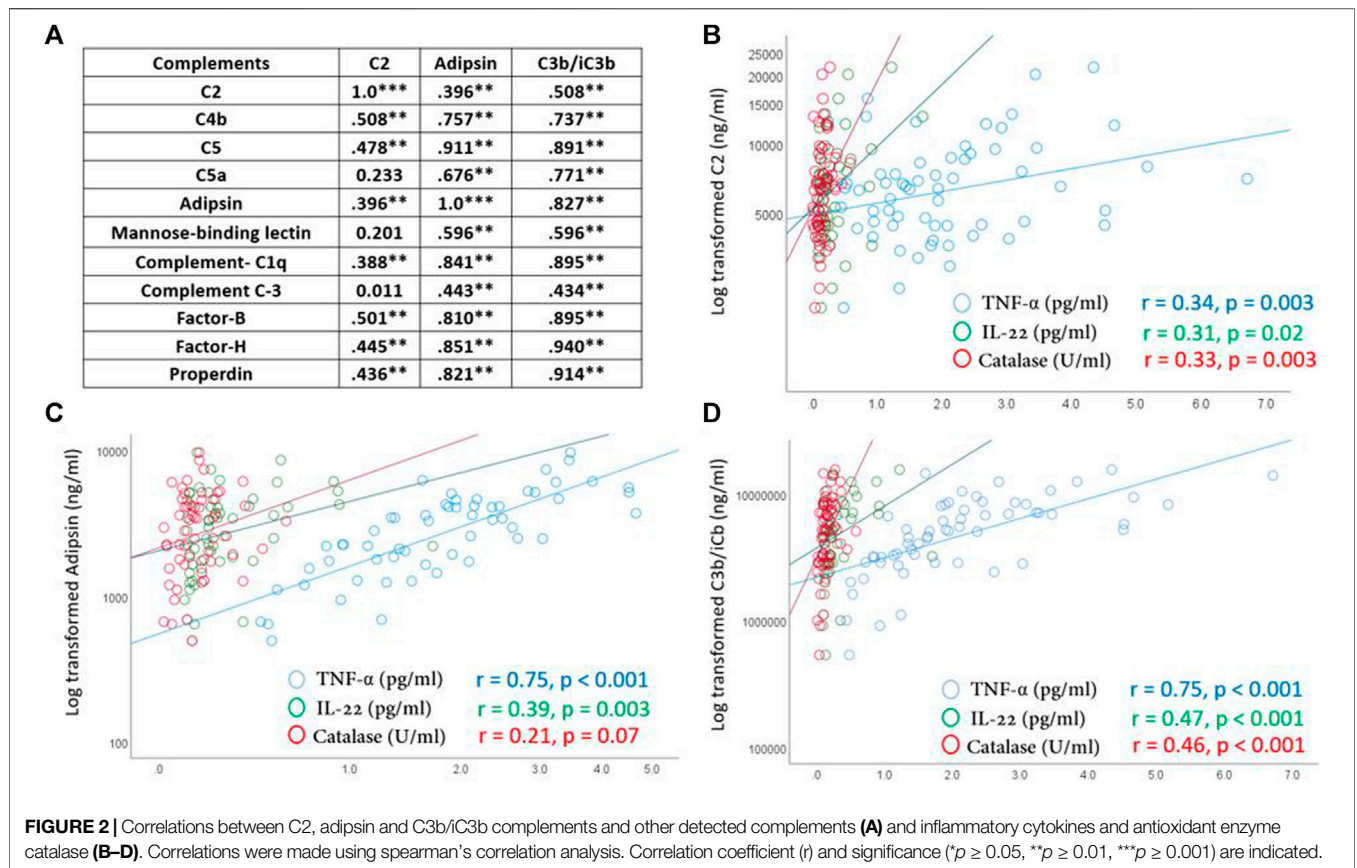 A
Complements C2 Adipsin C3b/iC3b
C2 1.0*** .396** .508**
C4b .508** .757** .737**
C5 .478** .911** .891**
C5a 0.233 .676** .771**
Adipsin .396** 1.0*** .827**
Mannose-binding lectin 0.201 .596** .596**
Complement- C1q .388** .841** .895**
Complement C-3 0.011 .443** .434**
Factor-B .501** .810** .895**
Factor-H .445** .851** .940**
Properdin .436** .821** .914**
B
Log transformed C2 (ng/ml)
25000
20000
15000
10000
5000
TNF-α (pg/ml) r = 0.34, p = 0.003
IL-22 (pg/ml) r = 0.31, p = 0.02
Catalase (U/ml) r = 0.33, p = 0.003
.0 1.0 2.0 3.0 4.0 5.0 6.0 7.0
C
Log transformed Adipsin (ng/ml)
10000
1000
100
TNF-α (pg/ml) r = 0.75, p < 0.001
IL-22 (pg/ml) r = 0.39, p = 0.003
Catalase (U/ml) r = 0.21, p = 0.07
.0 1.0 2.0 3.0 4.0 5.0
D
Log transformed C3b/iCb (ng/ml)
10000000
1000000
100000
TNF-α (pg/ml) r = 0.75, p < 0.001
IL-22 (pg/ml) r = 0.47, p < 0.001
Catalase (U/ml) r = 0.46, p < 0.001
.0 1.0 2.0 3.0 4.0 5.0 6.0 7.0
FIGURE 2 | Correlations between C2, adipsin and C3b/iC3b complements and other detected complements (A) and inflammatory cytokines and antioxidant enzyme
catalase (B–D). Correlations were made using spearman's correlation analysis. Correlation coefficient (r) and significance (*p ≥ 0.05, **p ≥ 0.01, ***p ≥ 0.001) are indicated.